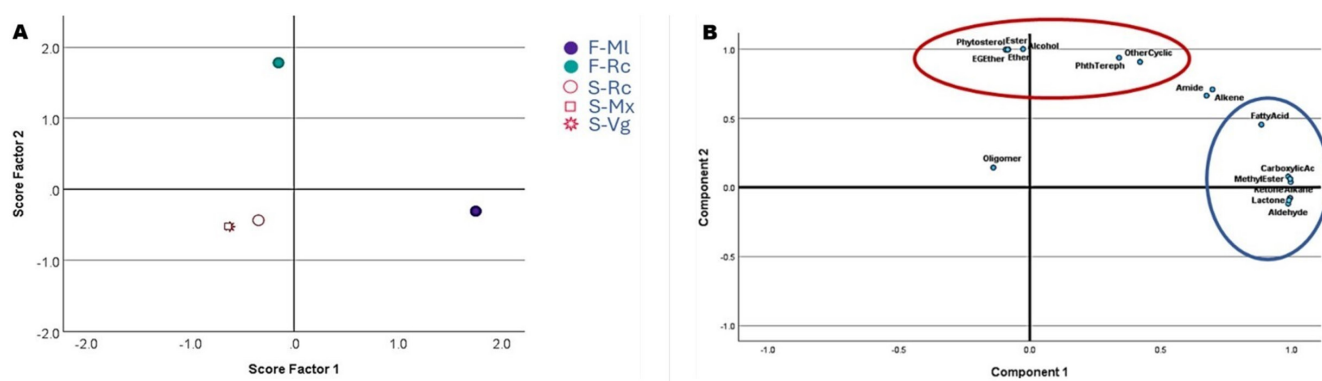 A
2.0
1.0
.0
-1.0
-2.0
-2.0 -1.0 .0 1.0 2.0
Score Factor 2
Score Factor 1
F-Ml
F-Rc
S-Rc
S-Mx
S-Vg
B
1.0
0.5
0.0
-0.5
-1.0
-1.0 -0.5 0.0 0.5 1.0
Component 2
Component 1
Phytosterol Ester
Alcohol
EGEther Ether
OtherCyclic
PhthTereph
Amide
Alkene
FattyAcid
Oligomer
CarboxylicAc
MethylEster
Ketone Alkane
Lactone
Aldehyde